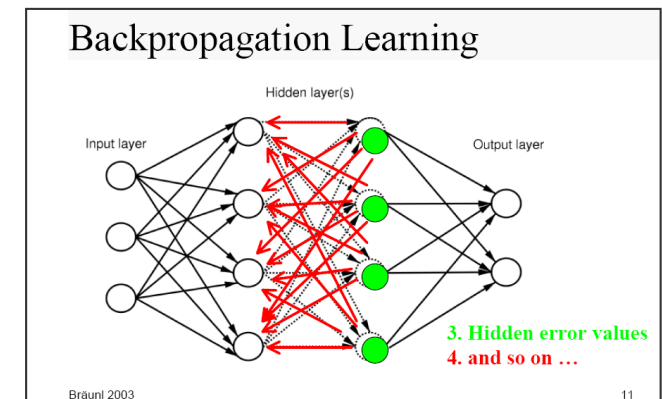 Backpropagation Learning
Hidden layer(s)
Input layer
Output layer
3. Hidden error values
4. and so on …
Bräunl 2003
11